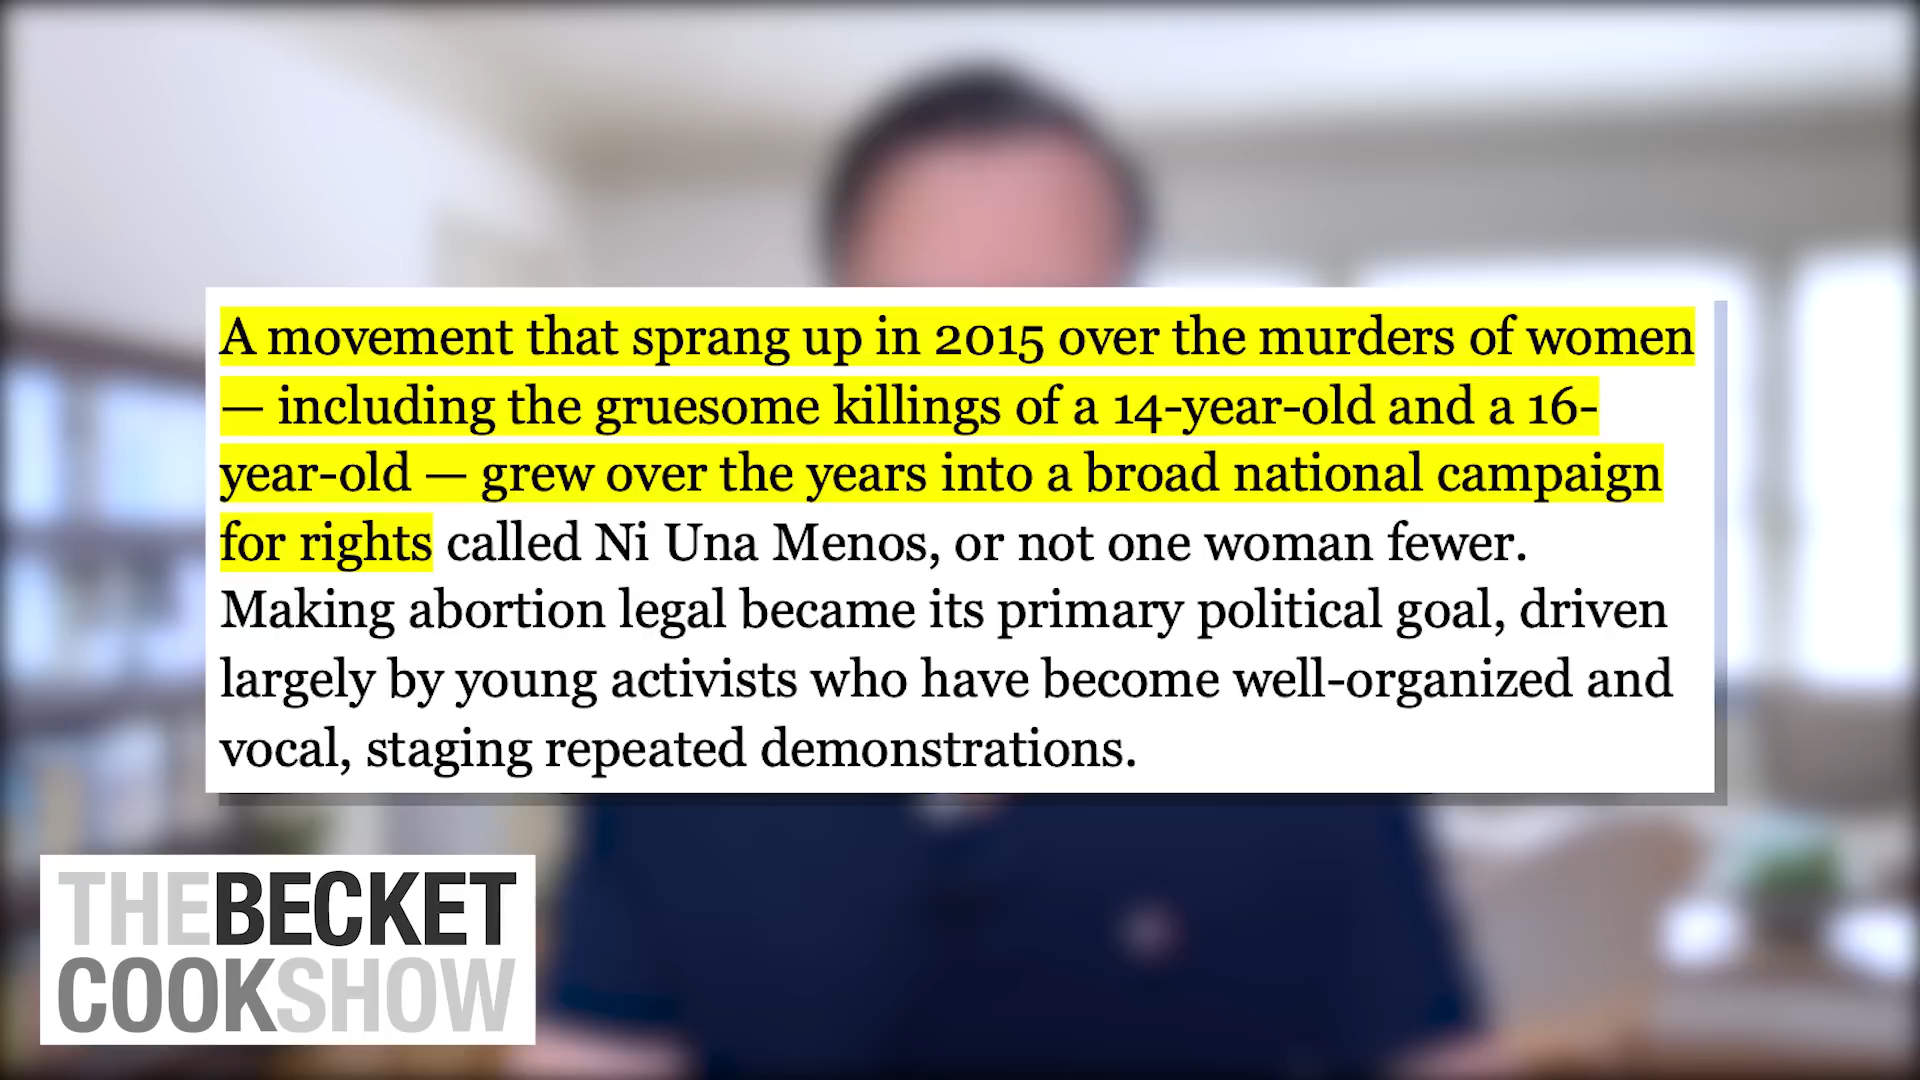 A movement that sprang up in 2015 over the murders of women
— including the gruesome killings of a 14-year-old and a 16-
year-old — grew over the years into a broad national campaign
for rights called Ni Una Menos, or not one woman fewer.
Making abortion legal became its primary political goal, driven
largely by young activists who have become well-organized and
vocal, staging repeated demonstrations.
THEBECKET
COOKSHOW